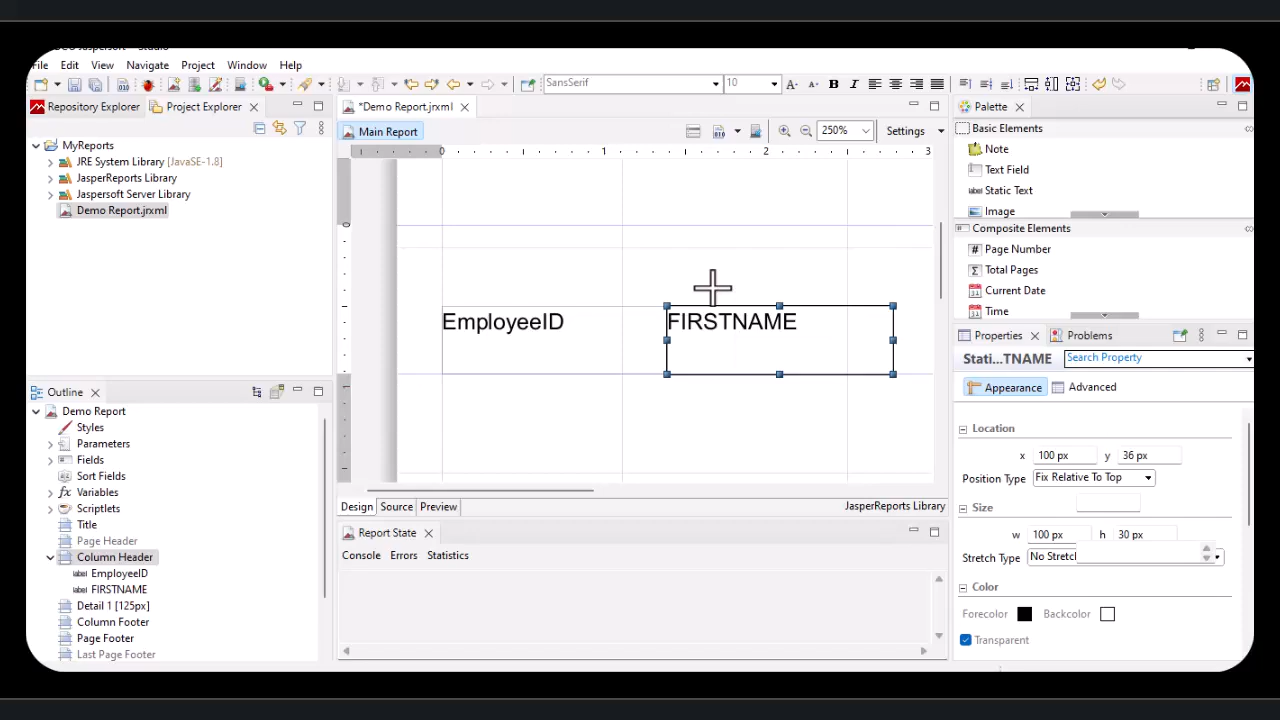 File Edit View Navigate Project Window Help
SansSerif 10 B I
Repository Explorer Project Explorer
MyReports
JRE System Library [JavaSE-1.8]
JasperReports Library
Jaspersoft Server Library
Demo Report.jrxml
Outline
Demo Report
Styles
Parameters
Fields
Sort Fields
Variables
Scriptlets
Title
Page Header
Column Header
EmployeeID
FIRSTNAME
Detail 1 [125px]
Column Footer
Page Footer
Last Page Footer
*Demo Report.jrxml
Main Report 250% Settings
0 1 2 3
EmployeeID FIRSTNAME
Design Source Preview JasperReports Library
Report State
Console Errors Statistics
Palette
Basic Elements
Note
Text Field
Static Text
Image
Composite Elements
Page Number
Total Pages
Current Date
Time
Properties Problems
Stati...TNAME Search Property
Appearance Advanced
Location
x 100 px y 36 px
Position Type Fix Relative To Top
Size
w 100 px h 30 px
Stretch Type No Stretch
Color
Forecolor Backcolor
Transparent